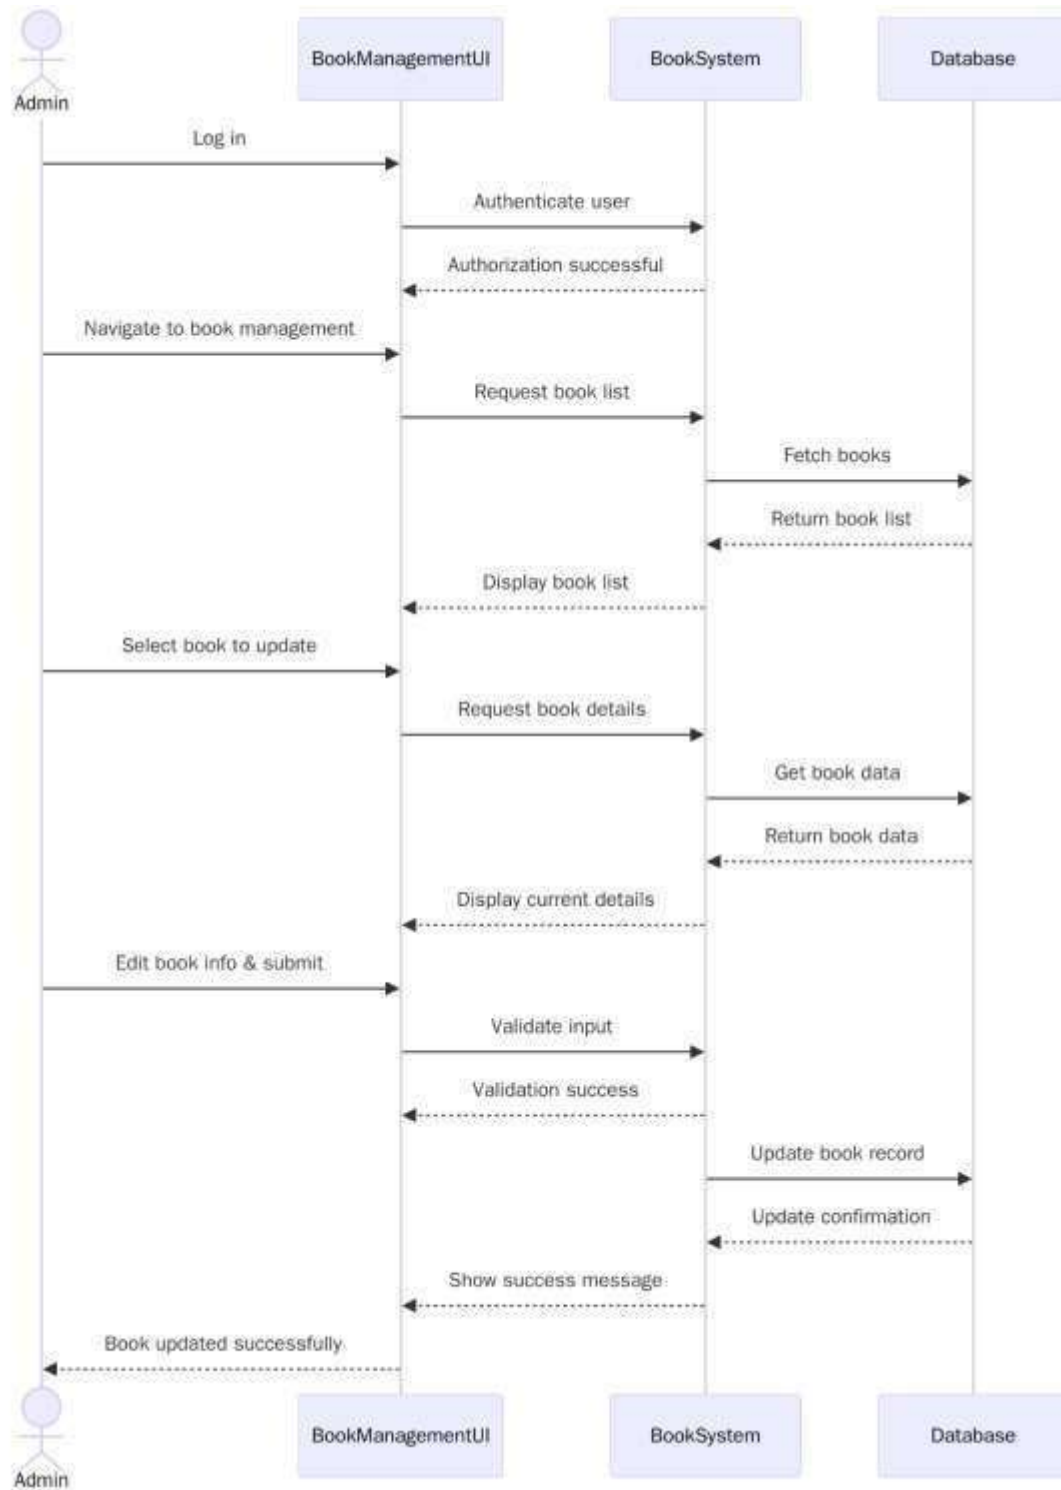 BookManagementUI
BookSystem
Database
Admin
Log in
Authenticate user
Authorization successful
Navigate to book management
Request book list
Fetch books
Return book list
Display book list
Select book to update
Request book details
Get book data
Return book data
Display current details
Edit book info & submit
Validate input
Validation success
Update book record
Update confirmation
Show success message
Book updated successfully
BookManagementUI
BookSystem
Database
Admin